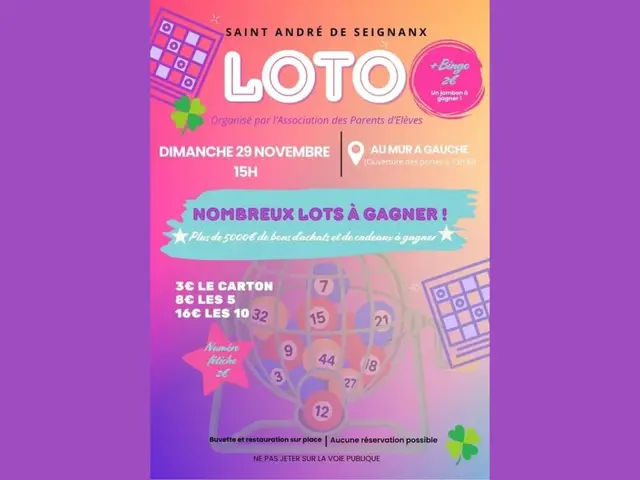 SAINT ANDRÉ DE SEIGNANX
LOTO
+ Bingo
2€
Un jambon à
gagner !
Organisé par l'Association des Parents d'Elèves
DIMANCHE 29 NOVEMBRE
15H
AU MUR A GAUCHE
(Ouverture des portes à
NOMBREUX LOTS À GAGNER !
Plus de 5000€ de bons d'achats et de cadeaux à gagner
3€ LE CARTON
8€ LES 5
16€ LES 10
Numéro
fétiche
2€
7
32
15
21
9
44
18
3
27
12
Buvette et restauration sur place | Aucune réservation possible
NE PAS JETER SUR LA VOIE PUBLIQUE